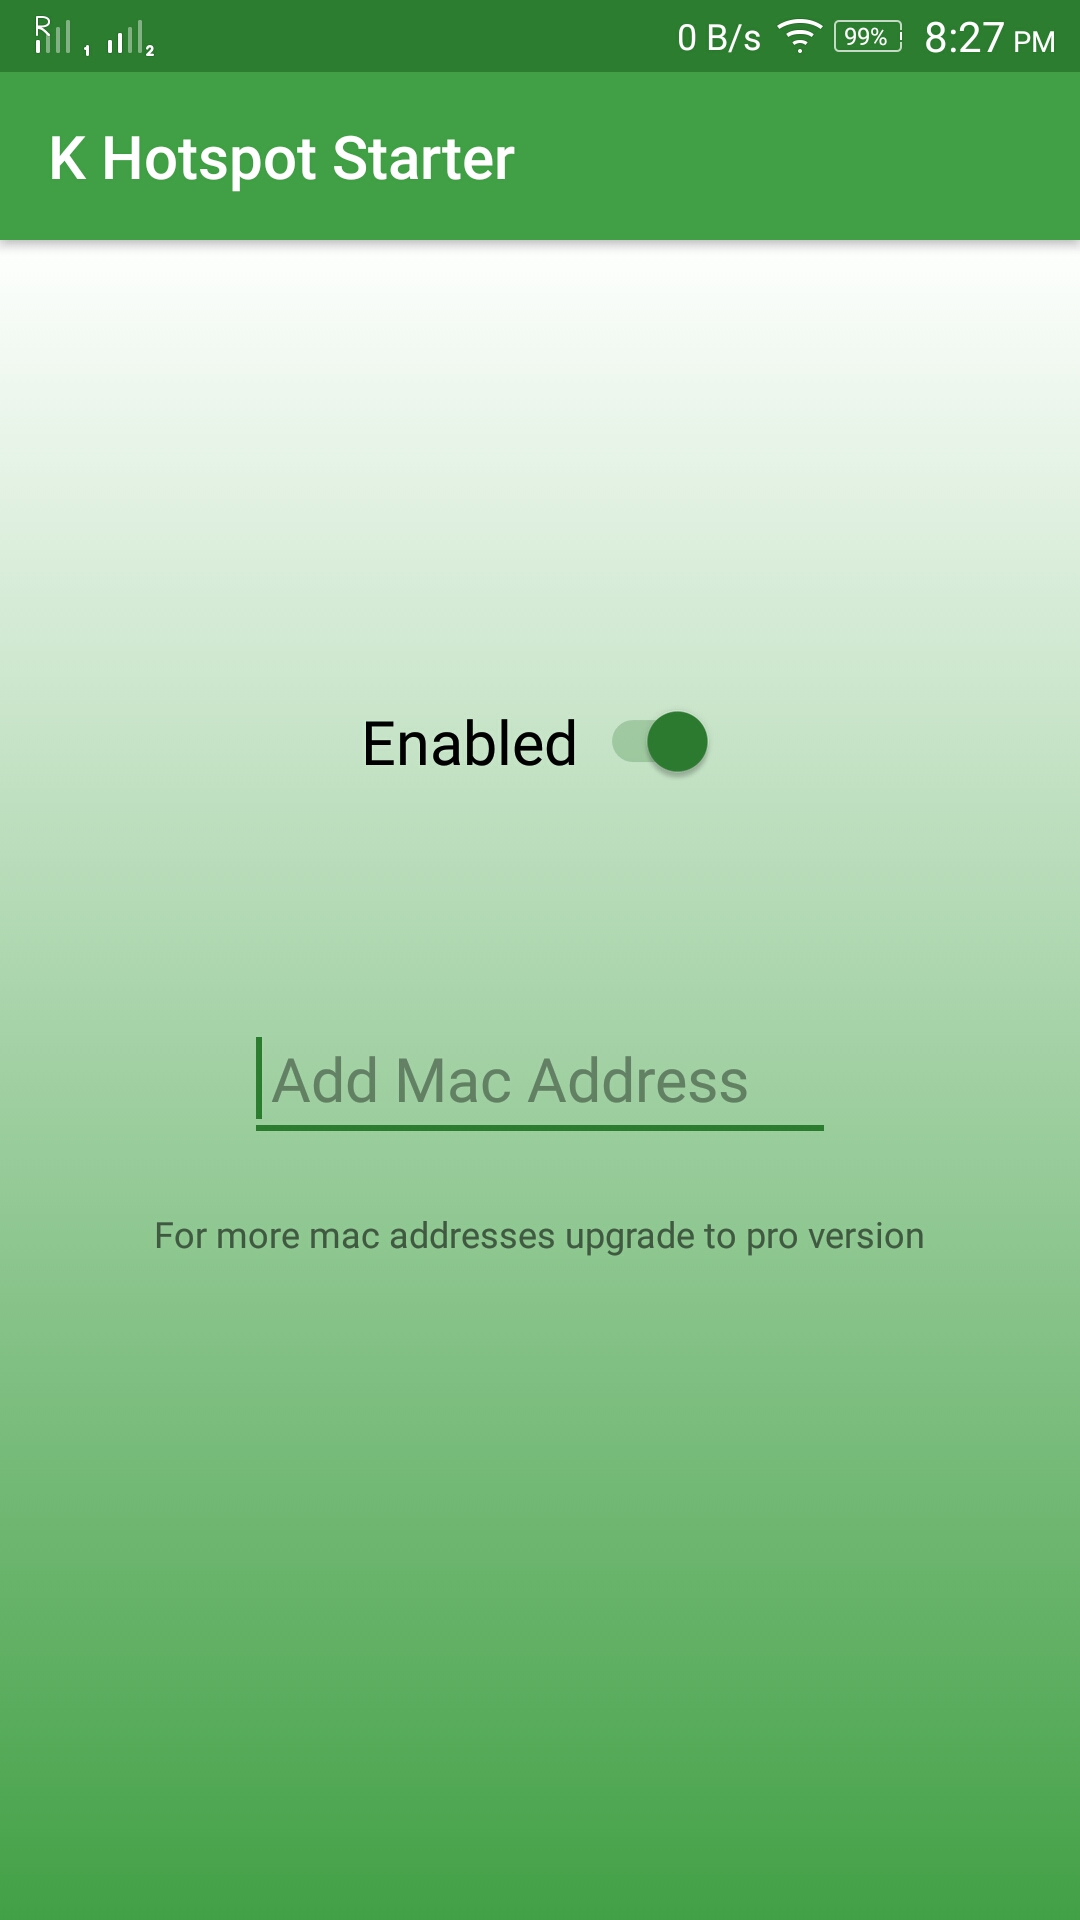 R 1 2 0 B/s 99% 8:27 PM
K Hotspot Starter
Enabled
Add Mac Address
For more mac addresses upgrade to pro version